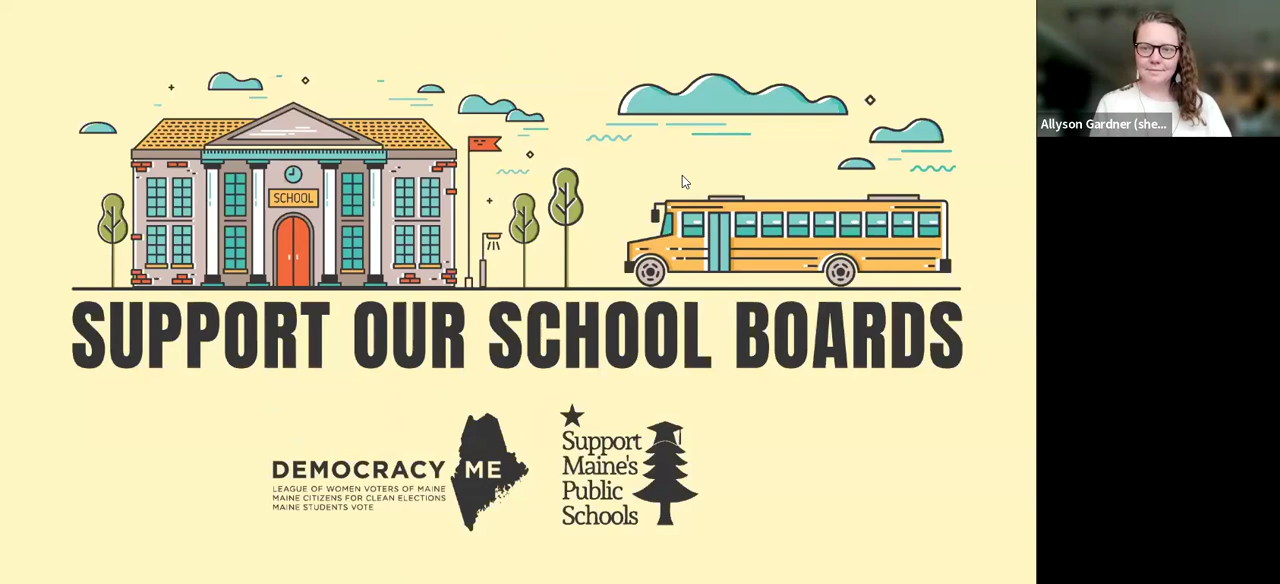 Allyson Gardner (she...
SCHOOL
SUPPORT OUR SCHOOL BOARDS
DEMOCRACY ME
LEAGUE OF WOMEN VOTERS OF MAINE
MAINE CITIZENS FOR CLEAN ELECTIONS
MAINE STUDENTS VOTE
Support
Maine's
Public
Schools